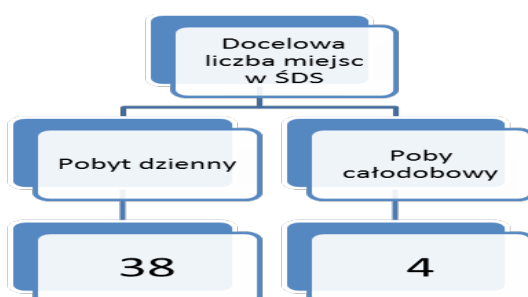 Docelowa
liczba miejsc
w ŚDS
Pobyt dzienny
Poby
całodobowy
38
4